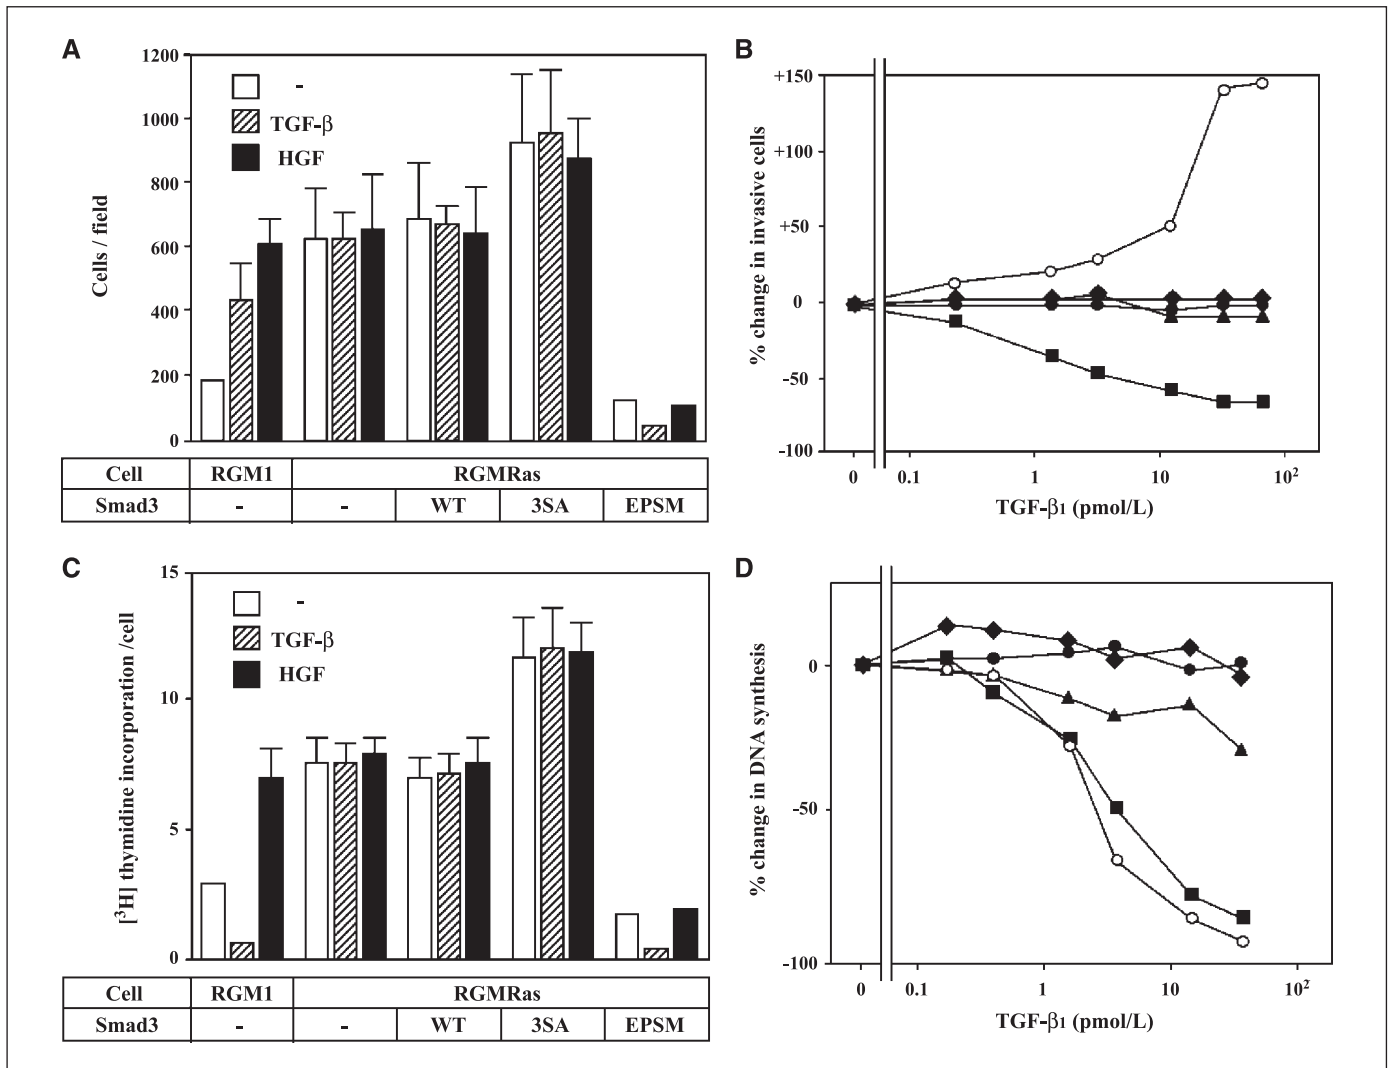 A
1200
1000
800
600
400
200
0
Cells / field
-
TGF-β
HGF
Cell RGM1 RGMRas
Smad3 - - WT 3SA EPSM
B
+150
+100
+50
0
-50
-100
% change in invasive cells
0 0.1 1 10 10²
TGF-β1 (pmol/L)
C
15
10
5
0
[³H] thymidine incorporation /cell
-
TGF-β
HGF
Cell RGM1 RGMRas
Smad3 - - WT 3SA EPSM
D
0
-50
-100
% change in DNA synthesis
0 0.1 1 10 10²
TGF-β1 (pmol/L)